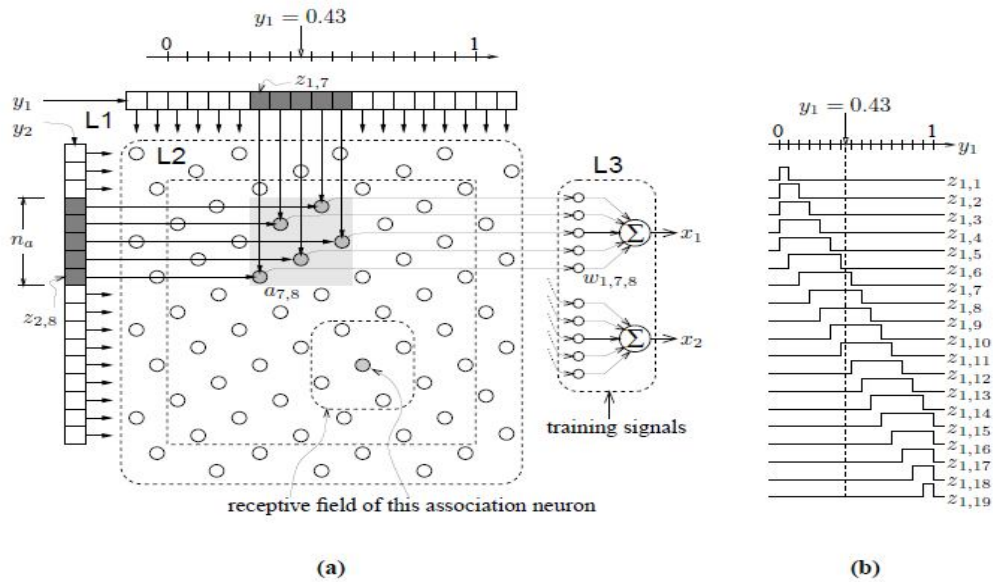 y₁ = 0.43
0 1
z₁,₇
y₁
L1
y₂
L2
L3
nₐ
z₂,₈
a₇,₈
w₁,₇,₈
Σ x₁
Σ x₂
training signals
receptive field of this association neuron
(a)
y₁ = 0.43
0 1
y₁
z₁,₁
z₁,₂
z₁,₃
z₁,₄
z₁,₅
z₁,₆
z₁,₇
z₁,₈
z₁,₉
z₁,₁₀
z₁,₁₁
z₁,₁₂
z₁,₁₃
z₁,₁₄
z₁,₁₅
z₁,₁₆
z₁,₁₇
z₁,₁₈
z₁,₁₉
(b)